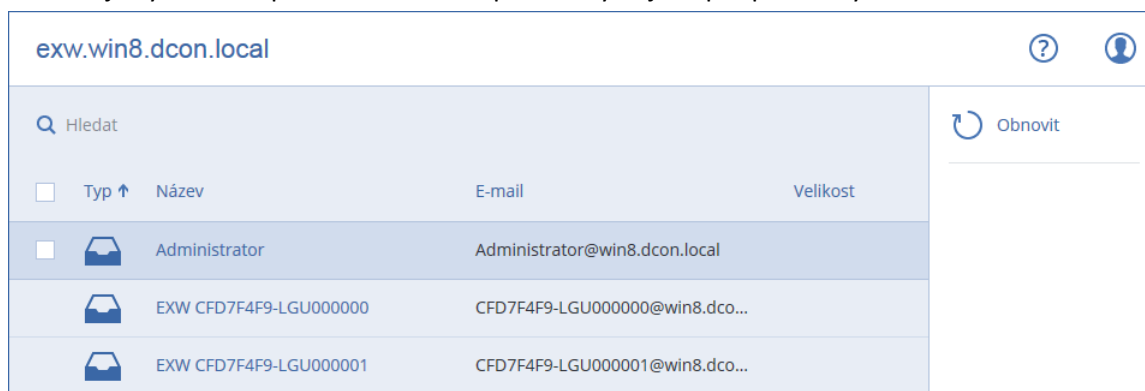 exw.win8.dcon.local
Hledat
Obnovit
Typ Název E-mail Velikost
Administrator Administrator@win8.dcon.local
EXW CFD7F4F9-LGU000000 CFD7F4F9-LGU000000@win8.dco...
EXW CFD7F4F9-LGU000001 CFD7F4F9-LGU000001@win8.dco...